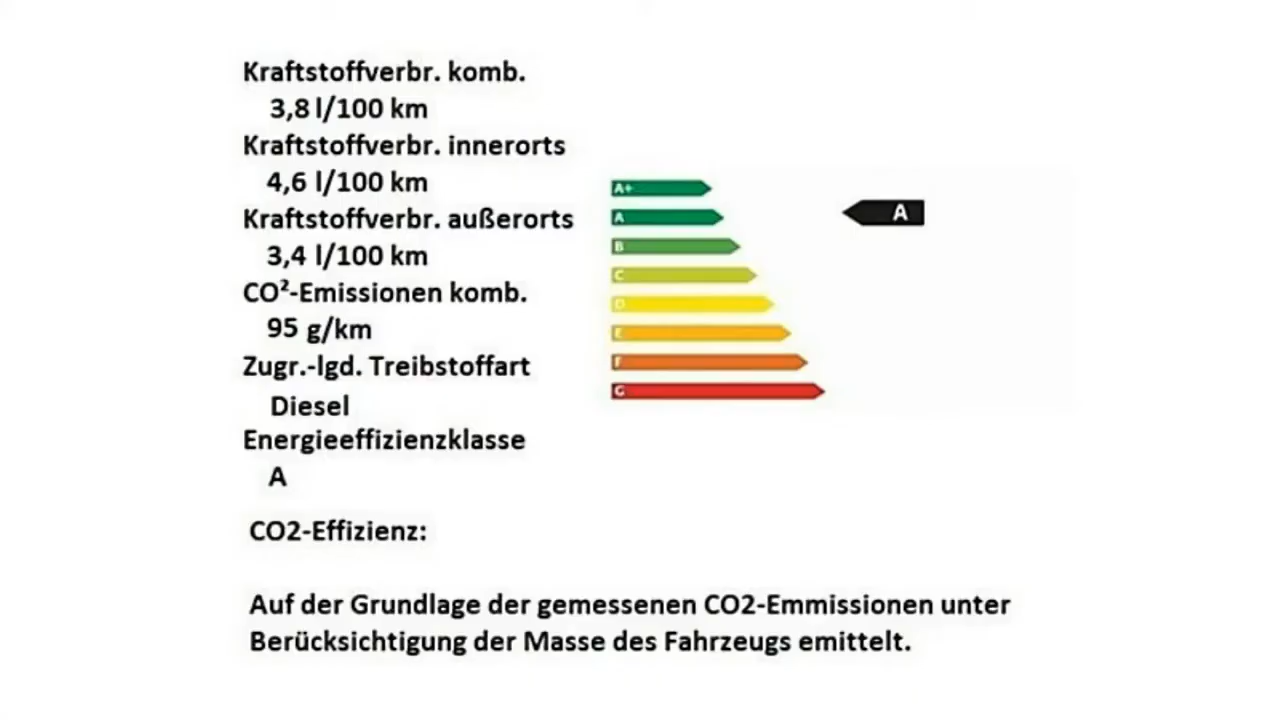 Kraftstoffverbr. komb.
3,8 l/100 km
Kraftstoffverbr. innerorts
4,6 l/100 km
Kraftstoffverbr. außerorts
3,4 l/100 km
CO²-Emissionen komb.
95 g/km
Zugr.-lgd. Treibstoffart
Diesel
Energieeffizienzklasse
A
A+
A
B
C
D
E
F
G
A
CO2-Effizienz:
Auf der Grundlage der gemessenen CO2-Emmissionen unter
Berücksichtigung der Masse des Fahrzeugs emittelt.